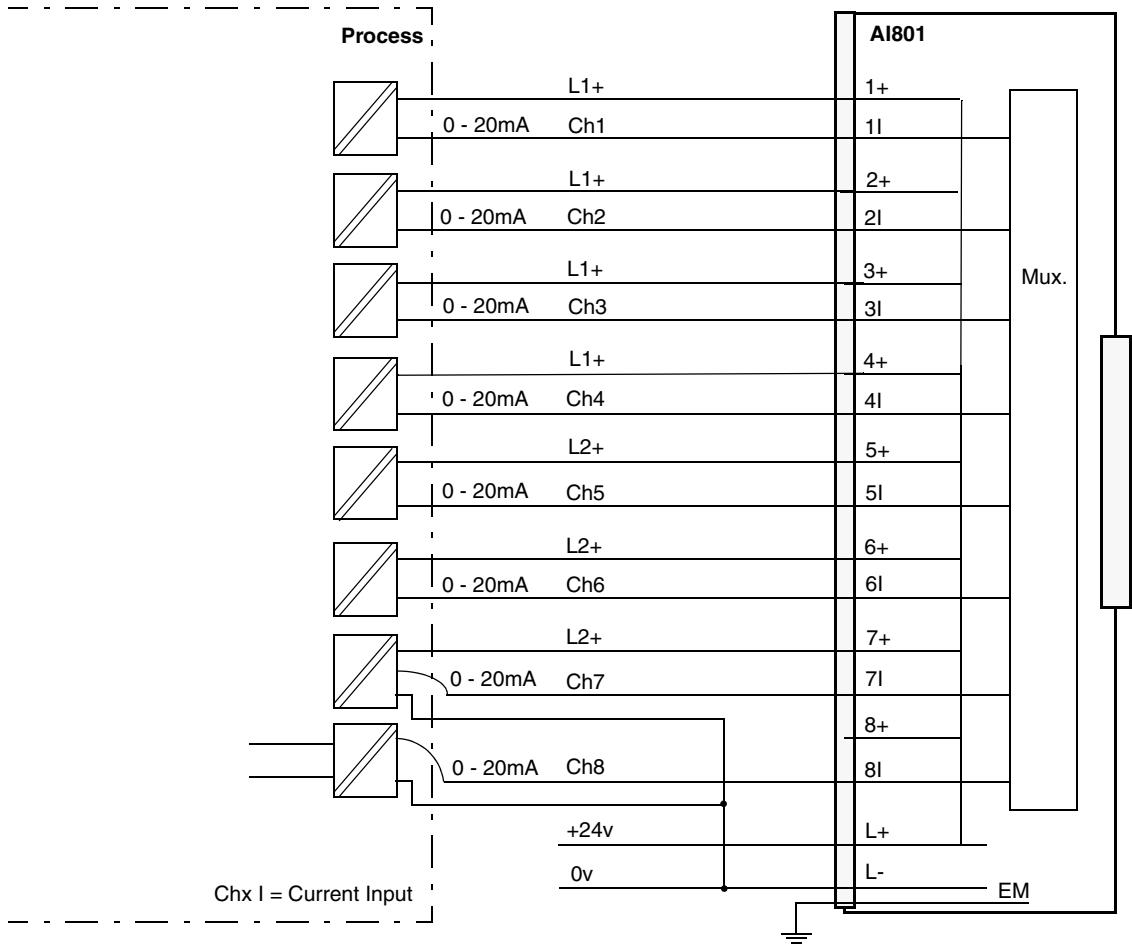 Process
AI801
L1+
1+
0 - 20mA Ch1
1I
L1+
2+
0 - 20mA Ch2
2I
L1+
3+
Mux.
0 - 20mA Ch3
3I
L1+
4+
0 - 20mA Ch4
4I
L2+
5+
0 - 20mA Ch5
5I
L2+
6+
0 - 20mA Ch6
6I
L2+
7+
0 - 20mA Ch7
7I
8+
0 - 20mA Ch8
8I
+24v
L+
0v
L-
Chx I = Current Input
EM